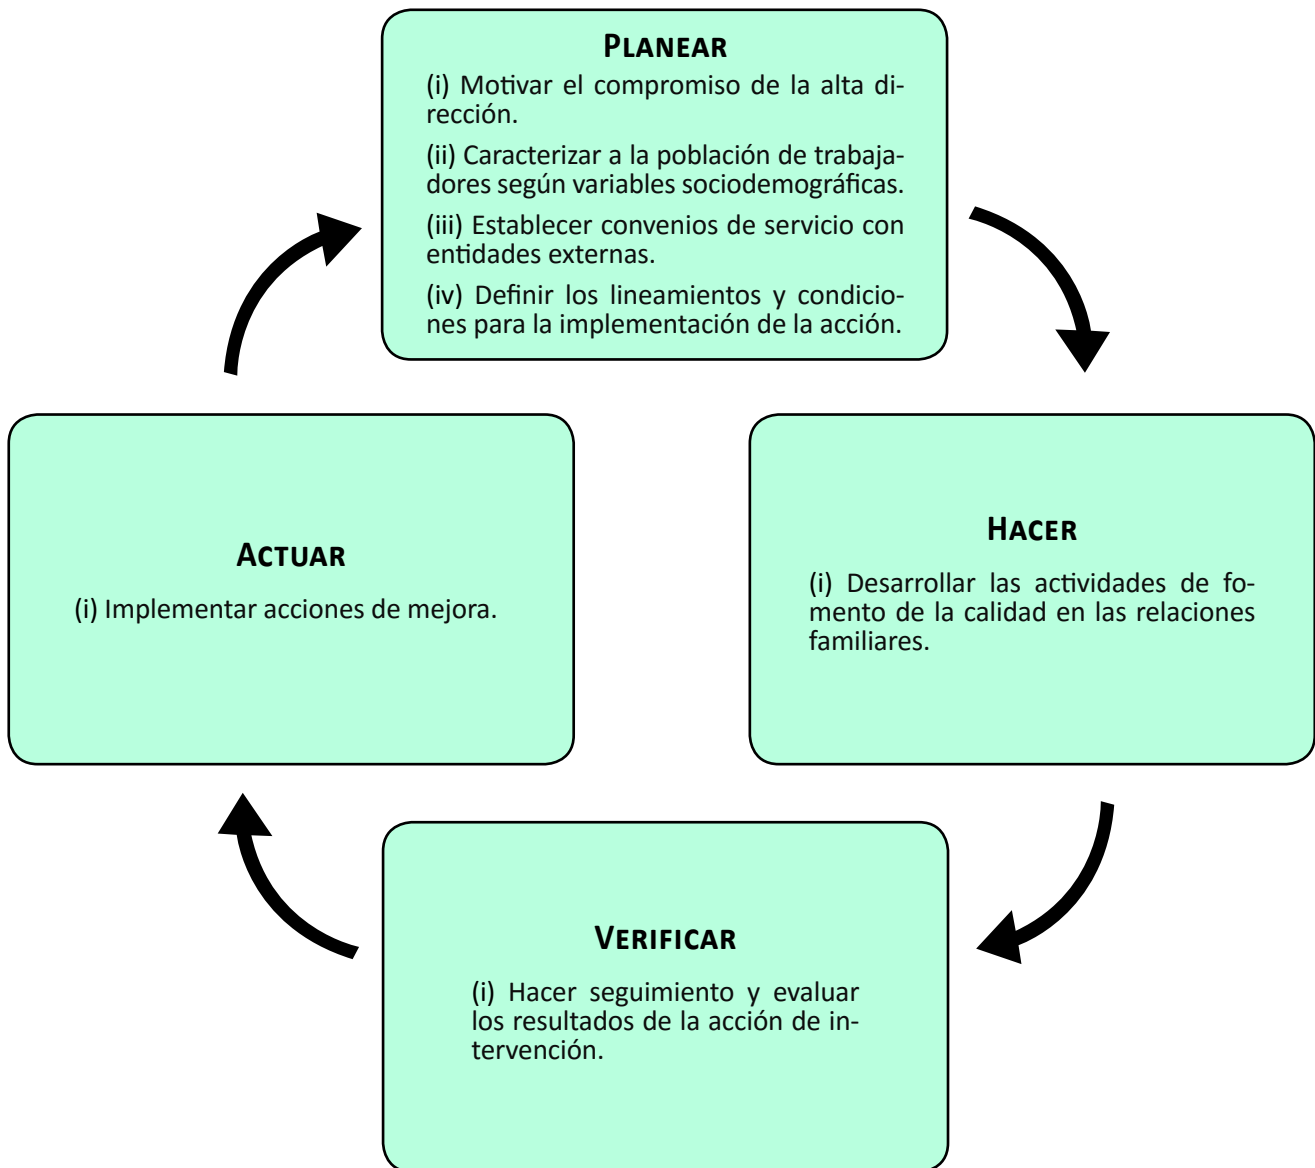 PLANEAR
(i) Motivar el compromiso de la alta di-
rección.
(ii) Caracterizar a la población de trabaja-
dores según variables sociodemográficas.
(iii) Establecer convenios de servicio con
entidades externas.
(iv) Definir los lineamientos y condicio-
nes para la implementación de la acción.
HACER
(i) Desarrollar las actividades de fo-
mento de la calidad en las relaciones
familiares.
VERIFICAR
(i) Hacer seguimiento y evaluar
los resultados de la acción de in-
tervención.
ACTUAR
(i) Implementar acciones de mejora.